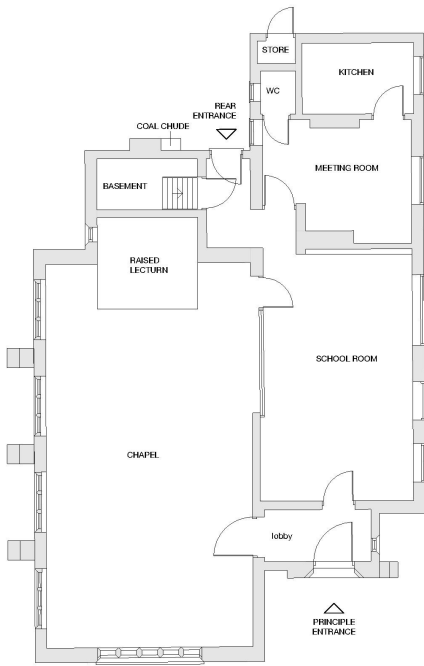 STORE
KITCHEN
WC
REAR
ENTRANCE
COAL CHUDE
MEETING ROOM
BASEMENT
RAISED
LECTURN
SCHOOL ROOM
CHAPEL
lobby
PRINCIPLE
ENTRANCE